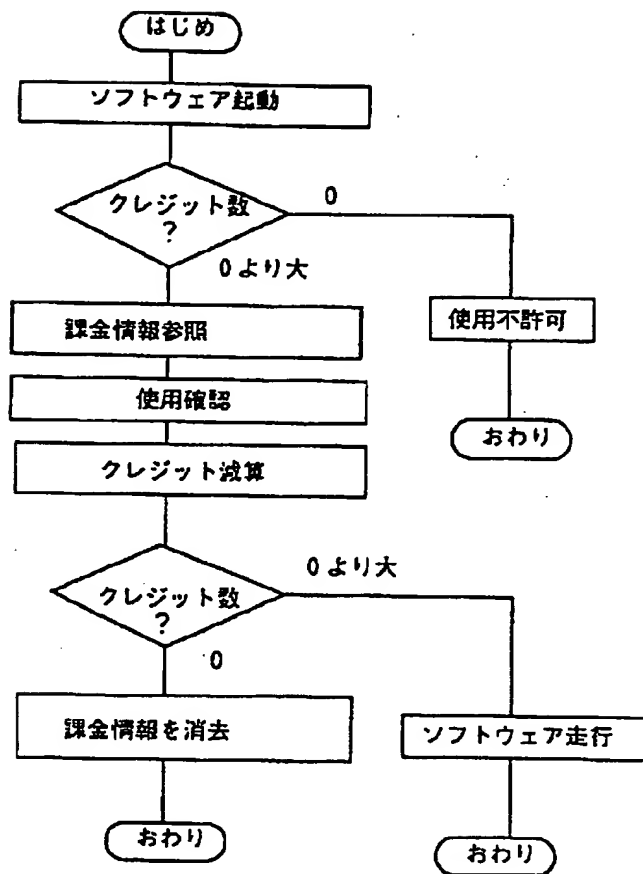 はじめ
ソフトウェア起動
クレジット数
?
0
0より大
課金情報参照
使用不許可
使用確認
おわり
クレジット減算
0より大
クレジット数
?
0
課金情報を消去
ソフトウェア走行
おわり
おわり